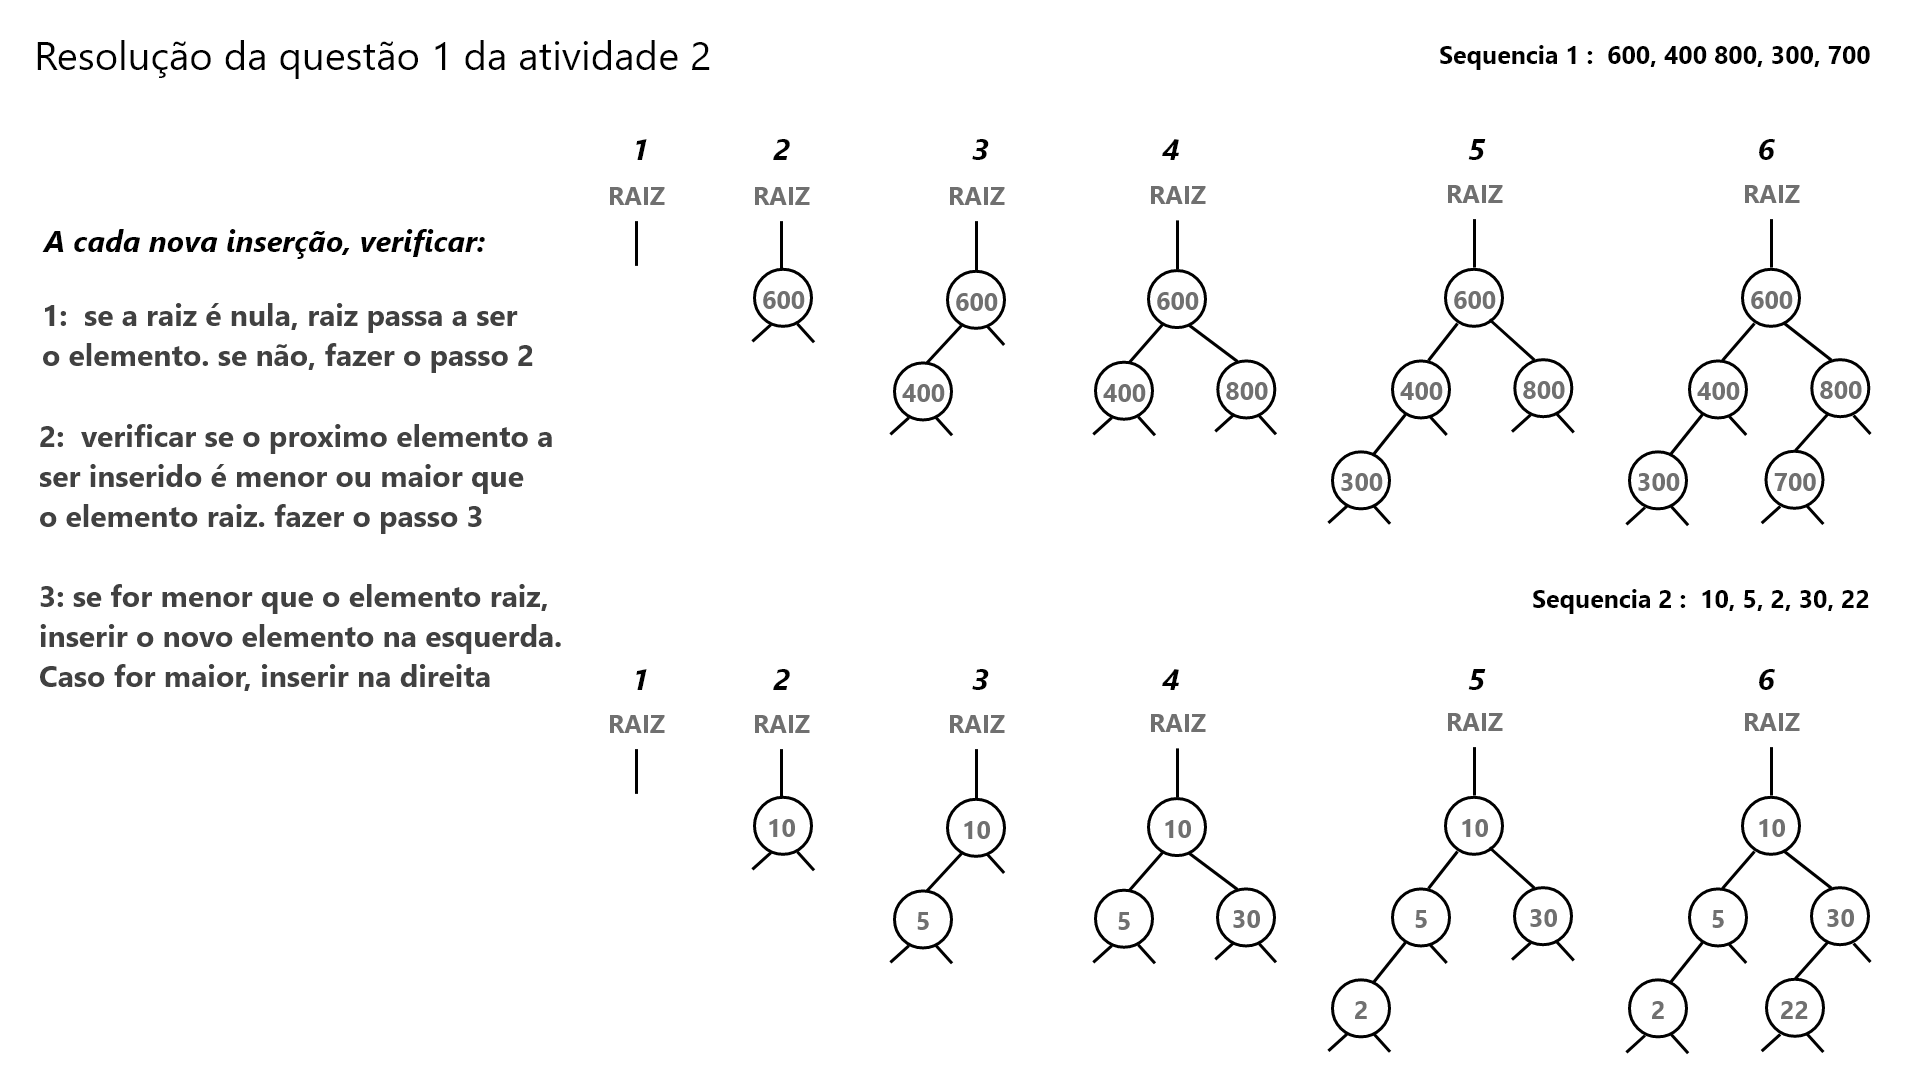 Resolução da questão 1 da atividade 2
Sequencia 1 :  600, 400 800, 300, 700
A cada nova inserção, verificar:
1:  se a raiz é nula, raiz passa a ser
o elemento. se não, fazer o passo 2
2:  verificar se o proximo elemento a
ser inserido é menor ou maior que
o elemento raiz. fazer o passo 3
3: se for menor que o elemento raiz,
inserir o novo elemento na esquerda.
Caso for maior, inserir na direita
1 2 3 4 5 6
RAIZ RAIZ RAIZ RAIZ RAIZ RAIZ
600 600 600 600 600
400 400 800 400 800 400 800
300 300 700
Sequencia 2 :  10, 5, 2, 30, 22
1 2 3 4 5 6
RAIZ RAIZ RAIZ RAIZ RAIZ RAIZ
10 10 10 10 10
5 5 30 5 30 5 30
2 2 22